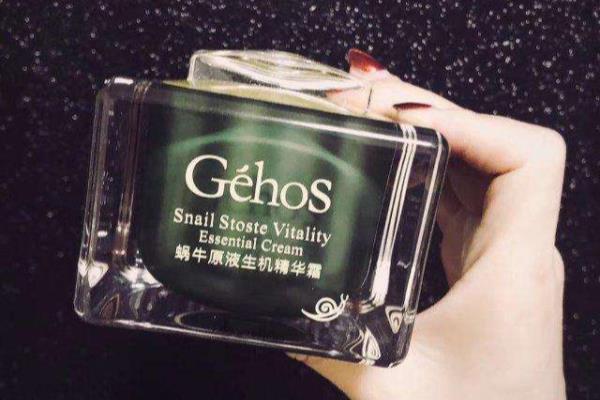 GéhoS
Snail Stoste Vitality
Essential Cream
蜗牛原液生机精华霜